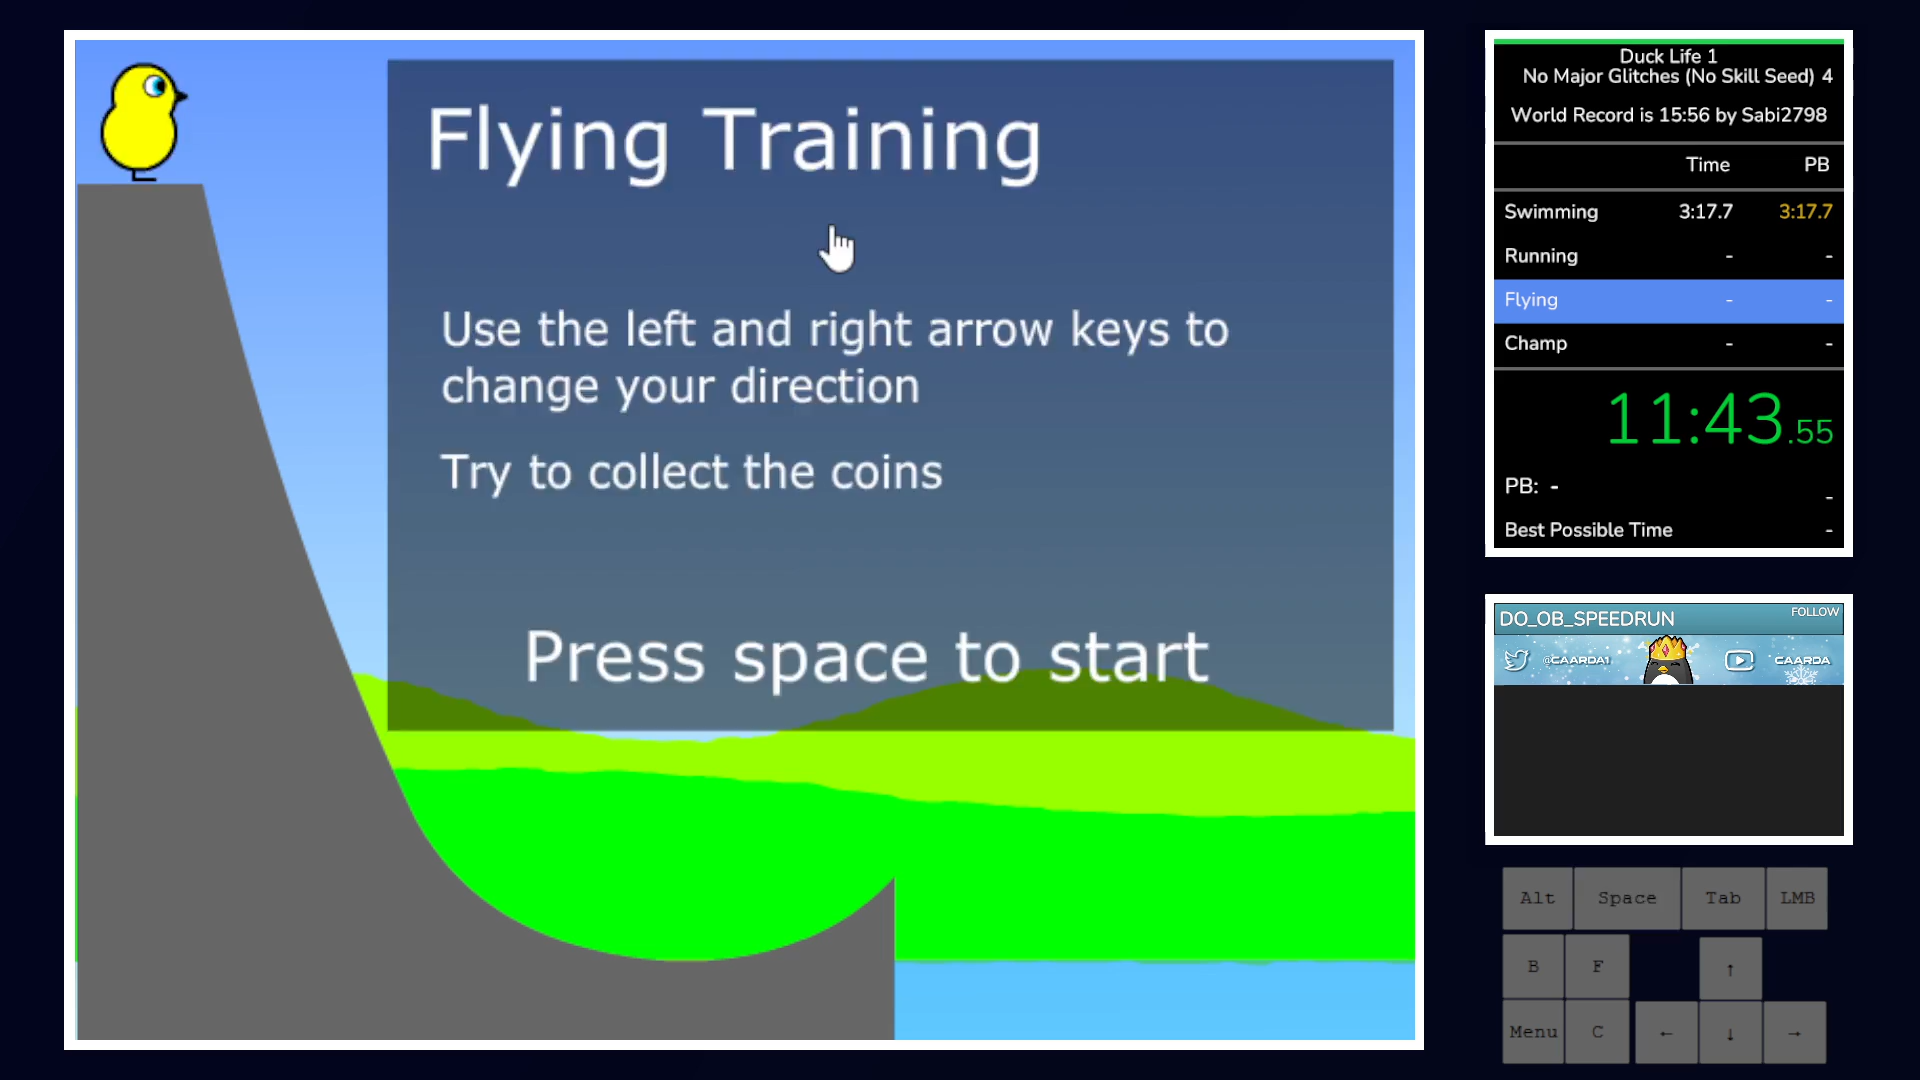 Flying Training
Use the left and right arrow keys to
change your direction
Try to collect the coins
Press space to start
Duck Life 1
No Major Glitches (No Skill Seed) 4
World Record is 15:56 by Sabi2798
Time PB
Swimming 3:17.7 3:17.7
Running - -
Flying - -
Champ - -
11:43.55
PB: - -
Best Possible Time -
DO_OB_SPEEDRUN FOLLOW
@CAARDA1 CAARDA
Alt Space Tab LMB
B F ↑
Menu C ← ↓ →